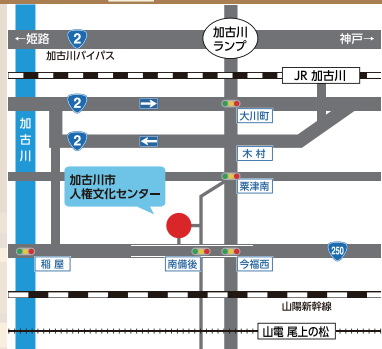 ←姫路
2
加古川バイパス
加古川
ランプ
神戸→
JR 加古川
2
大川町
加古川
2
木村
加古川市
人権文化センター
粟津南
稲屋
南備後
今福西
250
山陽新幹線
山電 尾上の松